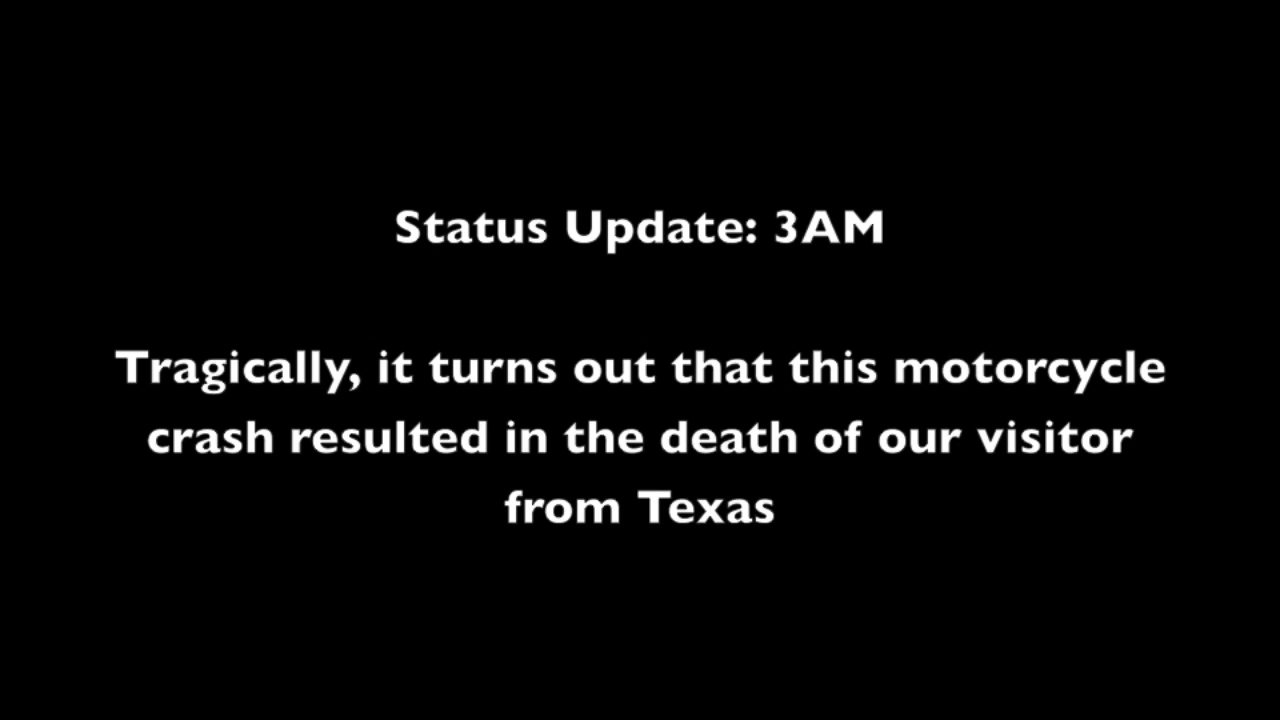 Status Update: 3AM
Tragically, it turns out that this motorcycle
crash resulted in the death of our visitor
from Texas